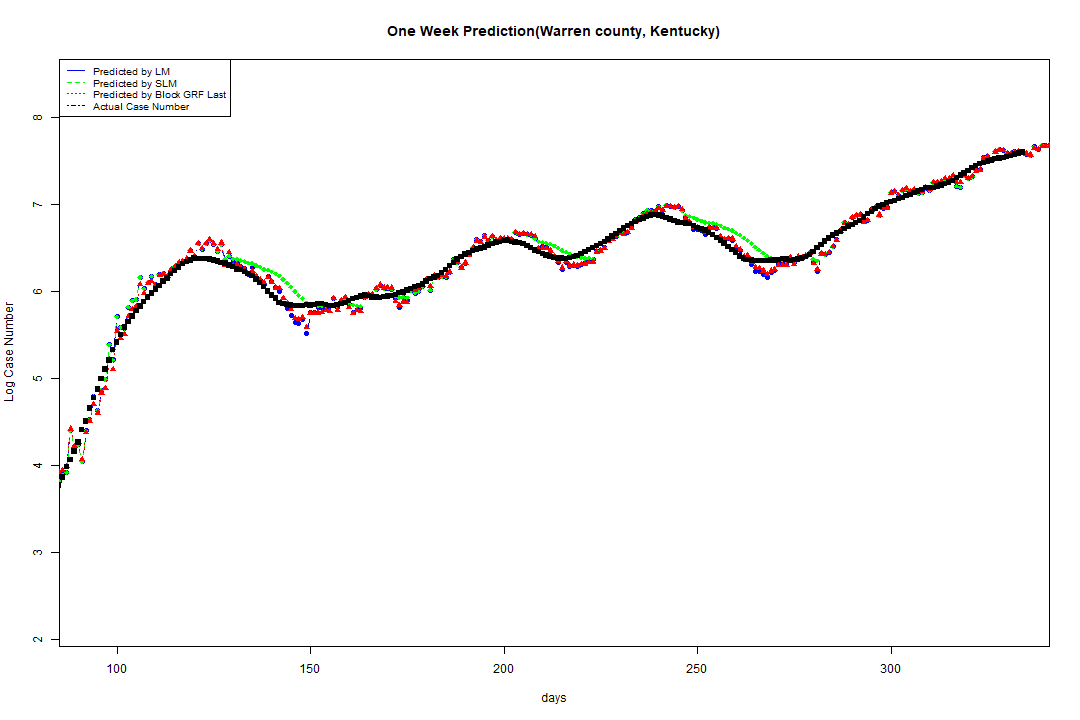 One Week Prediction(Warren county, Kentucky)
Predicted by LM
Predicted by SLM
Predicted by Block GRF Last
Actual Case Number
8
7
6
5
4
3
2
Log Case Number
100 150 200 250 300
days